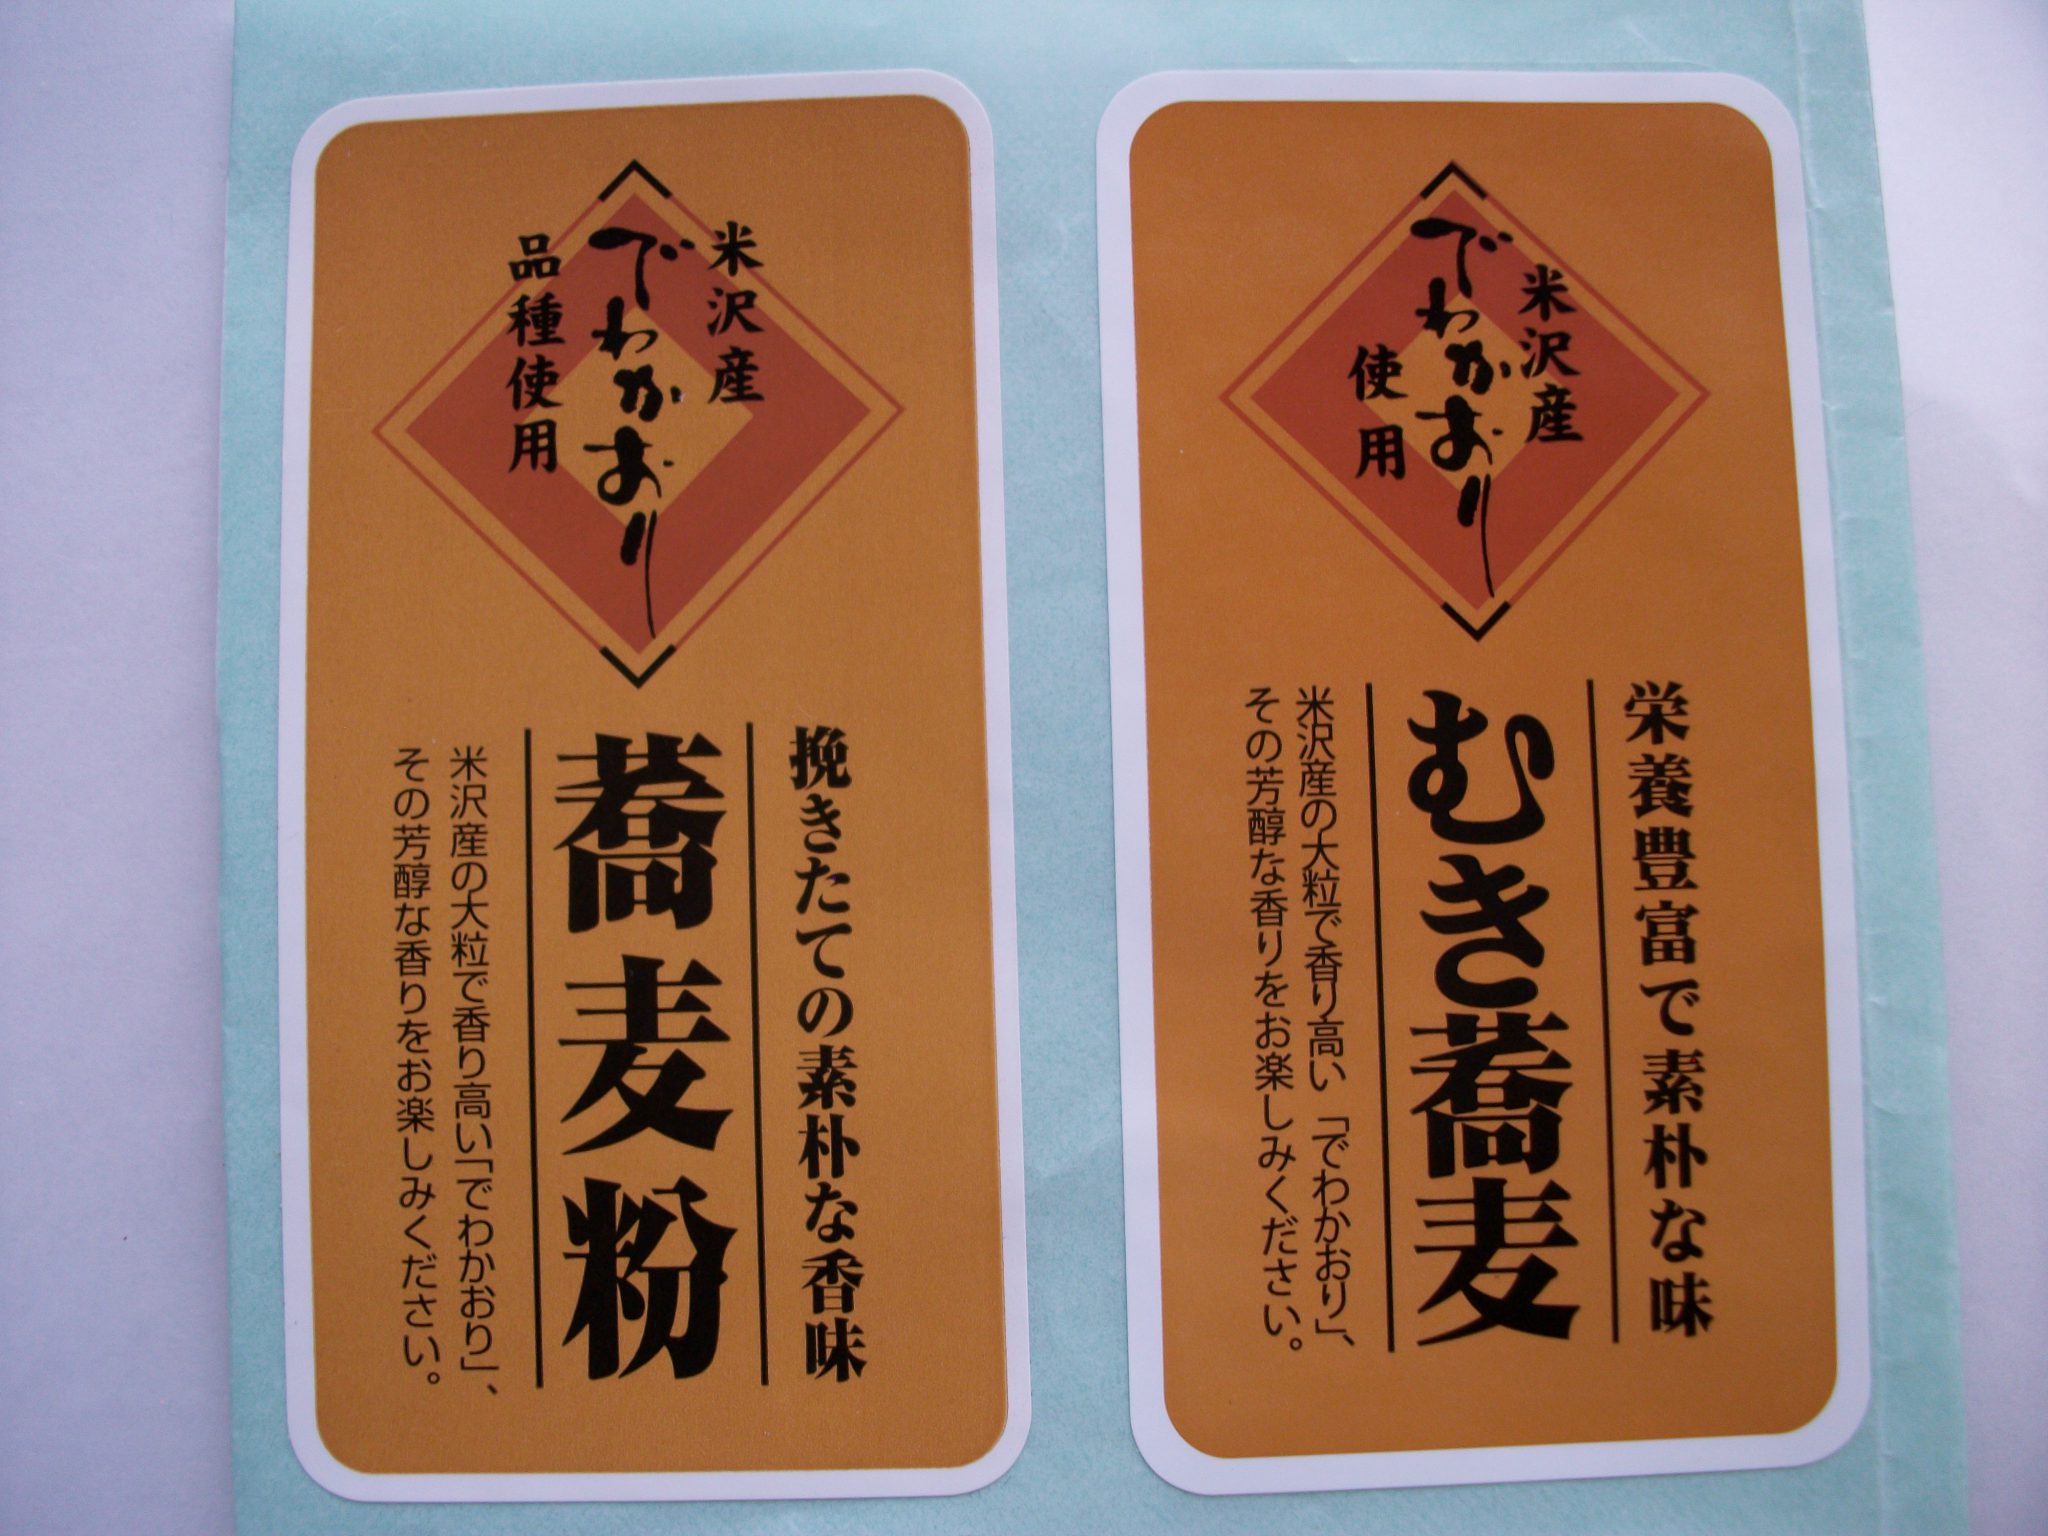 米沢産
でわかおり
品種使用
挽きたての素朴な香味
蕎麦粉
米沢産の大粒で香り高い「でわかおり」、
その芳醇な香りをお楽しみください。
米沢産
でわかおり
使用
栄養豊富で素朴な味
むき蕎麦
米沢産の大粒で香り高い「でわかおり」、
その芳醇な香りをお楽しみください。